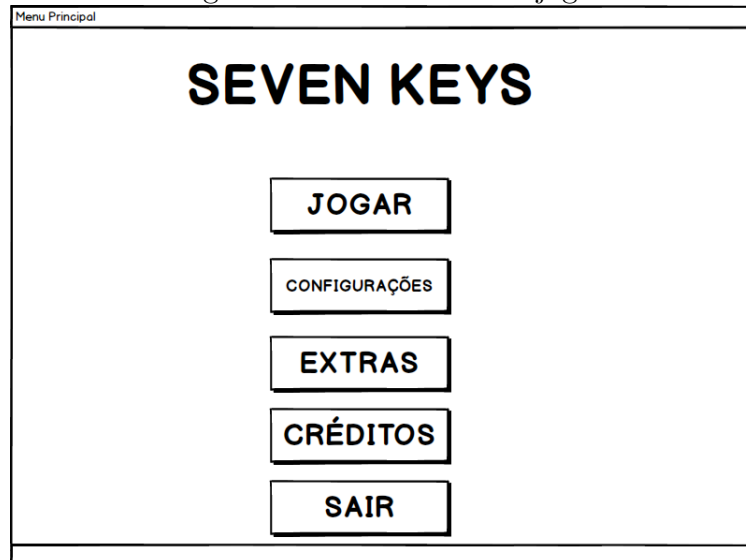 Menu Principal
SEVEN KEYS
JOGAR
CONFIGURAÇÕES
EXTRAS
CRÉDITOS
SAIR